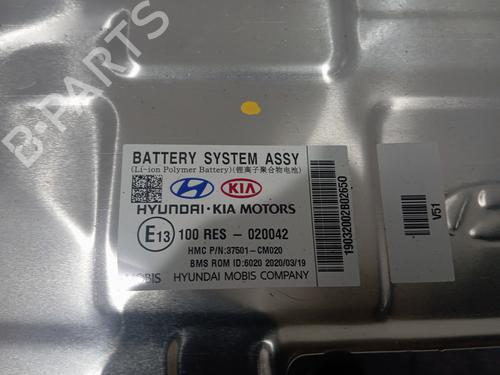 B-PARTS
BATTERY SYSTEM ASSY
(Li-ion Polymer Battery)(锂离子聚合物电池)
KIA
HYUNDAI·KIA MOTORS
E13 100 RES - 020042
HMC P/N:37501-CM020
BMS ROM ID:6020 2020/03/19
MOBIS HYUNDAI MOBIS COMPANY
19032002B02650
V51